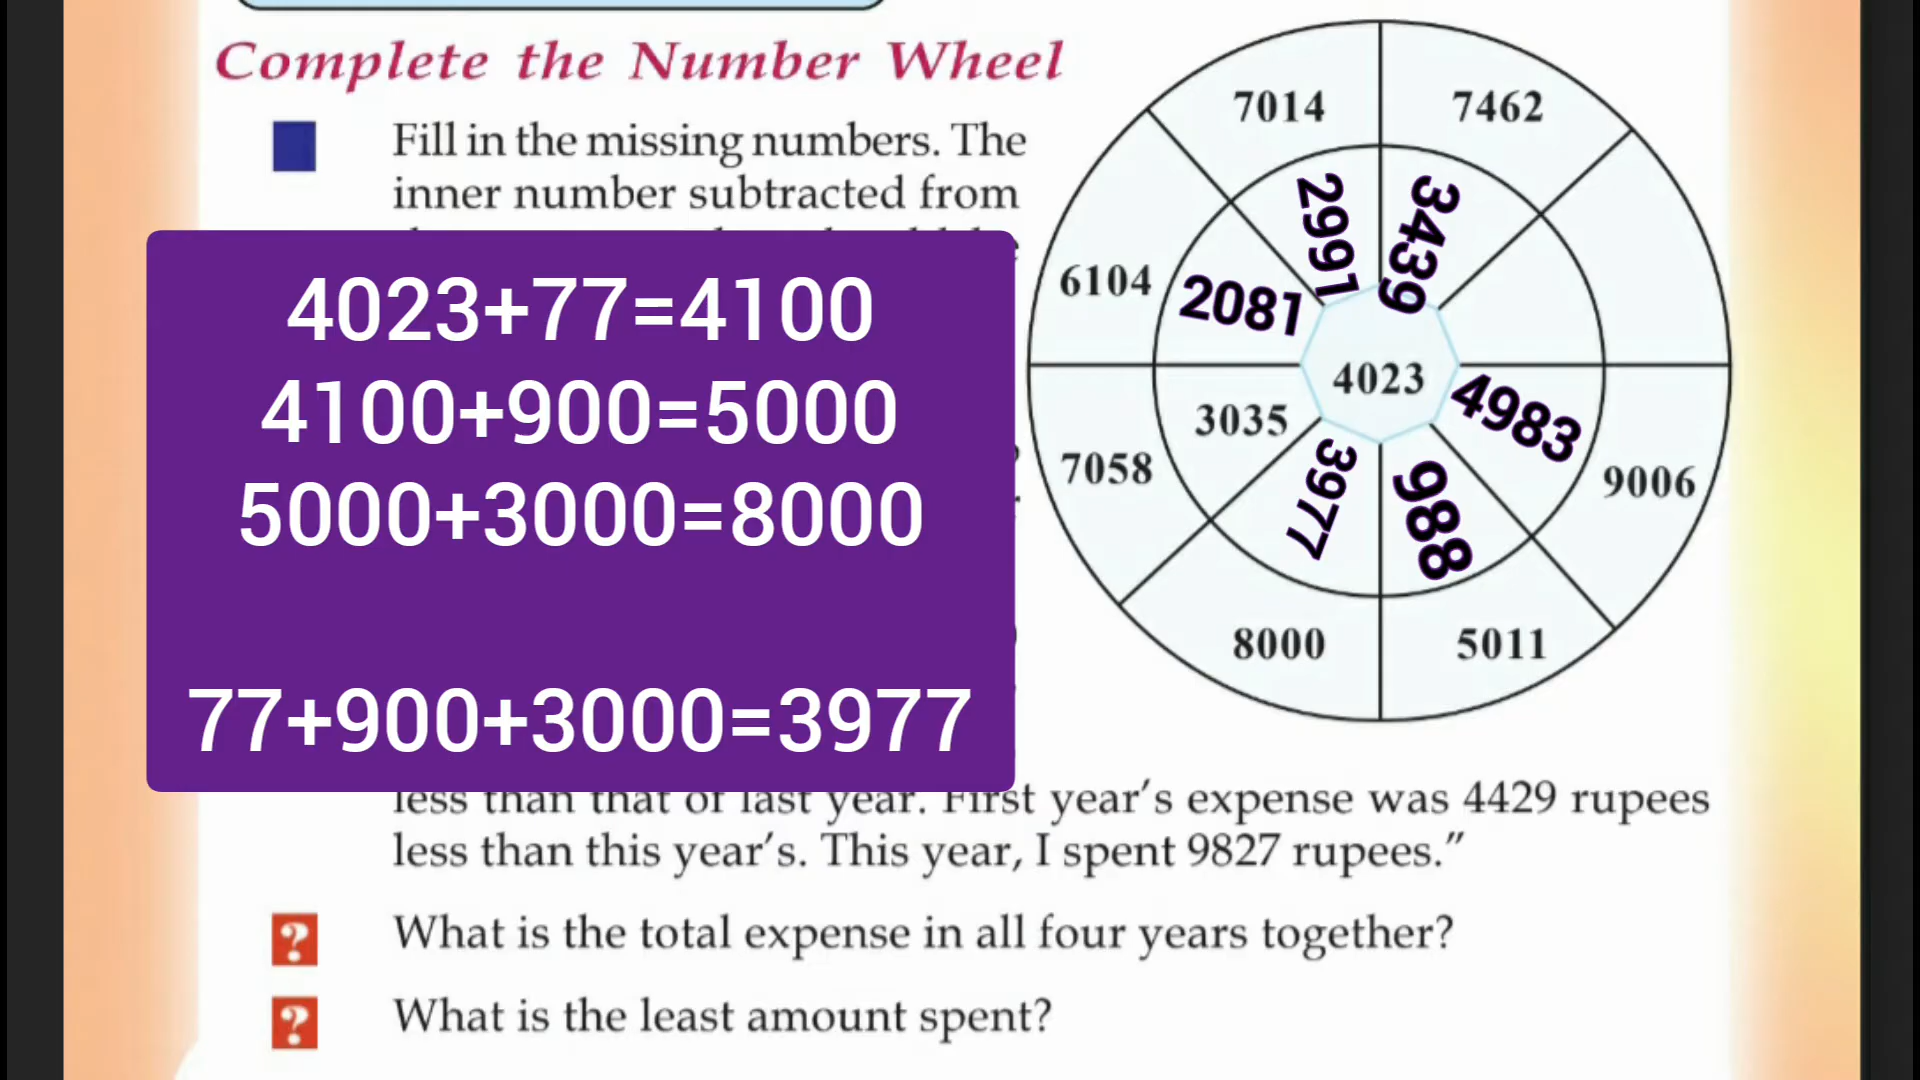 Complete the Number Wheel
Fill in the missing numbers. The
inner number subtracted from
4023+77=4100
4100+900=5000
5000+3000=8000
77+900+3000=3977
7014
7462
2991
3439
6104
2081
4023
4983
3035
7058
3977
988
9006
8000
5011
less than that of last year. First year's expense was 4429 rupees
less than this year's. This year, I spent 9827 rupees."
? What is the total expense in all four years together?
? What is the least amount spent?